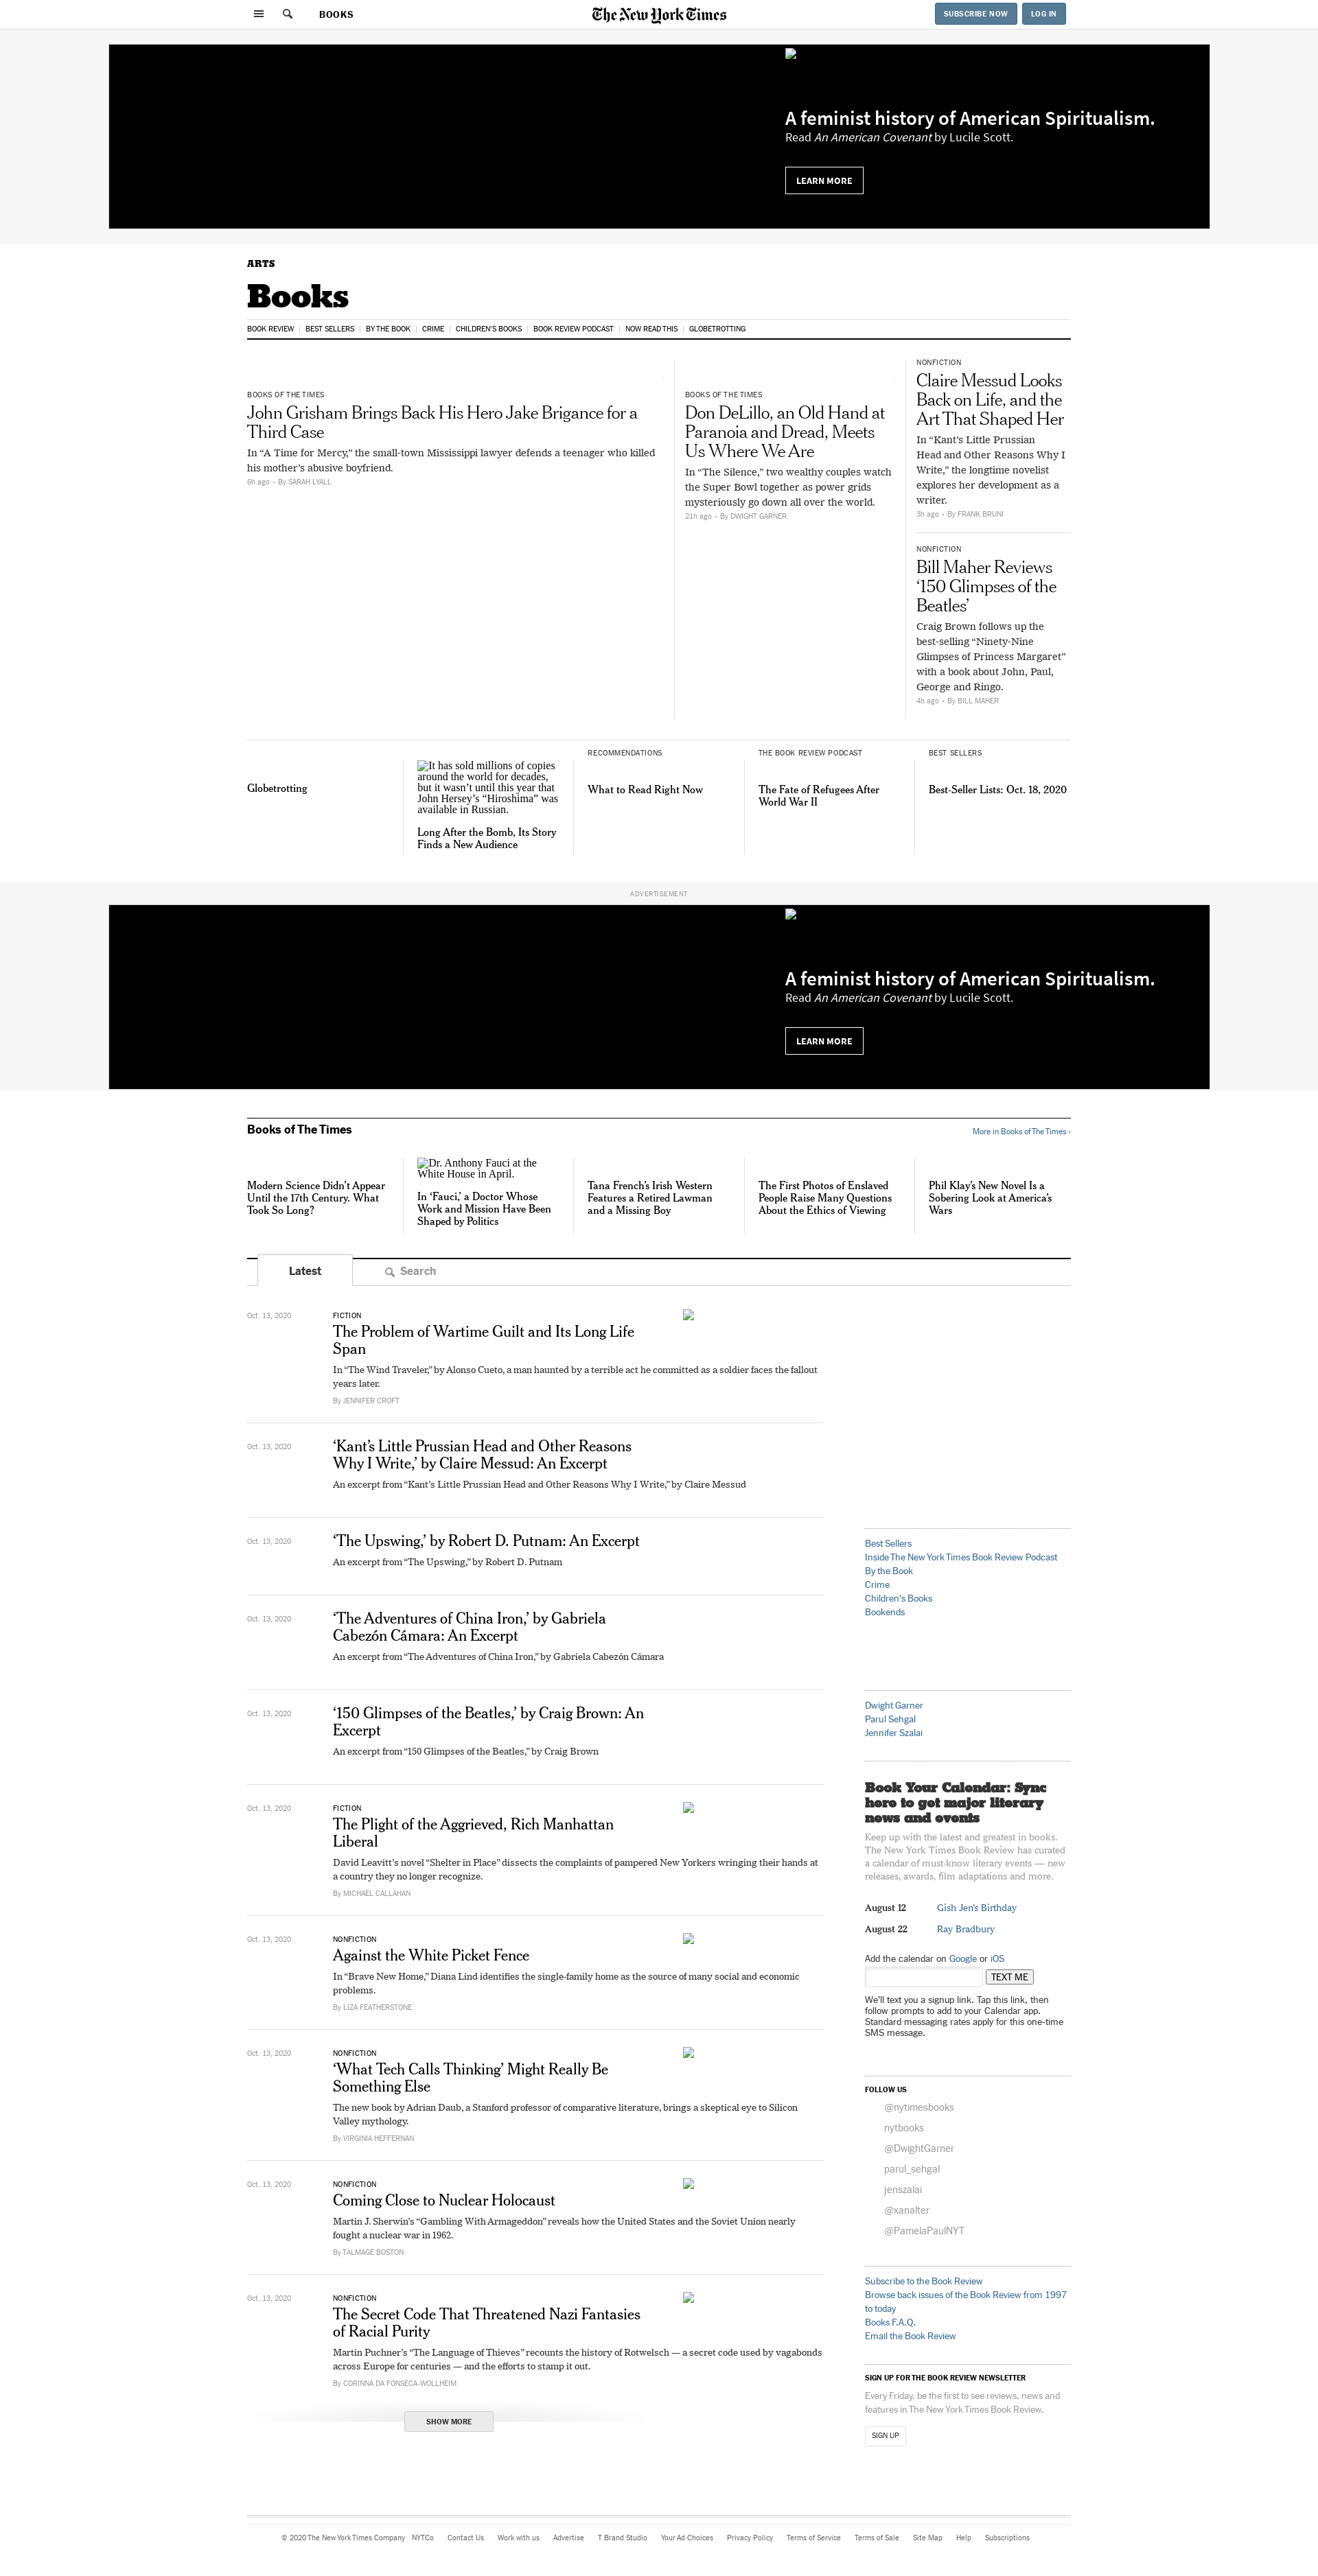 BOOKS
The New York Times
SUBSCRIBE NOW
LOG IN
A feminist history of American Spiritualism.
Read An American Covenant by Lucile Scott.
LEARN MORE
ARTS
Books
BOOK REVIEW | BEST SELLERS | BY THE BOOK | CRIME | CHILDREN'S BOOKS | BOOK REVIEW PODCAST | NOW READ THIS | GLOBETROTTING
BOOKS OF THE TIMES
John Grisham Brings Back His Hero Jake Brigance for a
Third Case
In “A Time for Mercy,” the small-town Mississippi lawyer defends a teenager who killed
his mother’s abusive boyfriend.
6h ago • By SARAH LYALL
BOOKS OF THE TIMES
Don DeLillo, an Old Hand at
Paranoia and Dread, Meets
Us Where We Are
In “The Silence,” two wealthy couples watch
the Super Bowl together as power grids
mysteriously go down all over the world.
21h ago • By DWIGHT GARNER
NONFICTION
Claire Messud Looks
Back on Life, and the
Art That Shaped Her
In “Kant’s Little Prussian
Head and Other Reasons Why I
Write,” the longtime novelist
explores her development as a
writer.
3h ago • By FRANK BRUNI
NONFICTION
Bill Maher Reviews
‘150 Glimpses of the
Beatles’
Craig Brown follows up the
best-selling “Ninety-Nine
Glimpses of Princess Margaret”
with a book about John, Paul,
George and Ringo.
4h ago • By BILL MAHER
Globetrotting
It has sold millions of copies
around the world for decades,
but it wasn’t until this year that
John Hersey’s “Hiroshima” was
available in Russian.
Long After the Bomb, Its Story
Finds a New Audience
RECOMMENDATIONS
What to Read Right Now
THE BOOK REVIEW PODCAST
The Fate of Refugees After
World War II
BEST SELLERS
Best-Seller Lists: Oct. 18, 2020
ADVERTISEMENT
A feminist history of American Spiritualism.
Read An American Covenant by Lucile Scott.
LEARN MORE
Books of The Times
More in Books of The Times ›
Modern Science Didn’t Appear
Until the 17th Century. What
Took So Long?
Dr. Anthony Fauci at the
White House in April.
In ‘Fauci,’ a Doctor Whose
Work and Mission Have Been
Shaped by Politics
Tana French’s Irish Western
Features a Retired Lawman
and a Missing Boy
The First Photos of Enslaved
People Raise Many Questions
About the Ethics of Viewing
Phil Klay’s New Novel Is a
Sobering Look at America’s
Wars
Latest
Search
Oct. 13, 2020
FICTION
The Problem of Wartime Guilt and Its Long Life
Span
In “The Wind Traveler,” by Alonso Cueto, a man haunted by a terrible act he committed as a soldier faces the fallout
years later.
By JENNIFER CROFT
Oct. 13, 2020
‘Kant’s Little Prussian Head and Other Reasons
Why I Write,’ by Claire Messud: An Excerpt
An excerpt from “Kant’s Little Prussian Head and Other Reasons Why I Write,” by Claire Messud
Oct. 13, 2020
‘The Upswing,’ by Robert D. Putnam: An Excerpt
An excerpt from “The Upswing,” by Robert D. Putnam
Oct. 13, 2020
‘The Adventures of China Iron,’ by Gabriela
Cabezón Cámara: An Excerpt
An excerpt from “The Adventures of China Iron,” by Gabriela Cabezón Cámara
Oct. 13, 2020
‘150 Glimpses of the Beatles,’ by Craig Brown: An
Excerpt
An excerpt from “150 Glimpses of the Beatles,” by Craig Brown
Oct. 13, 2020
FICTION
The Plight of the Aggrieved, Rich Manhattan
Liberal
David Leavitt’s novel “Shelter in Place” dissects the complaints of pampered New Yorkers wringing their hands at
a country they no longer recognize.
By MICHAEL CALLAHAN
Oct. 13, 2020
NONFICTION
Against the White Picket Fence
In “Brave New Home,” Diana Lind identifies the single-family home as the source of many social and economic
problems.
By LIZA FEATHERSTONE
Oct. 13, 2020
NONFICTION
‘What Tech Calls Thinking’ Might Really Be
Something Else
The new book by Adrian Daub, a Stanford professor of comparative literature, brings a skeptical eye to Silicon
Valley mythology.
By VIRGINIA HEFFERNAN
Oct. 13, 2020
NONFICTION
Coming Close to Nuclear Holocaust
Martin J. Sherwin’s “Gambling With Armageddon” reveals how the United States and the Soviet Union nearly
fought a nuclear war in 1962.
By TALMAGE BOSTON
Oct. 13, 2020
NONFICTION
The Secret Code That Threatened Nazi Fantasies
of Racial Purity
Martin Puchner’s “The Language of Thieves” recounts the history of Rotwelsch — a secret code used by vagabonds
across Europe for centuries — and the efforts to stamp it out.
By CORINNA DA FONSECA-WOLLHEIM
SHOW MORE
Best Sellers
Inside The New York Times Book Review Podcast
By the Book
Crime
Children's Books
Bookends
Dwight Garner
Parul Sehgal
Jennifer Szalai
Book Your Calendar: Sync
here to get major literary
news and events
Keep up with the latest and greatest in books.
The New York Times Book Review has curated
a calendar of must-know literary events — new
releases, awards, film adaptations and more.
August 12 Gish Jen's Birthday
August 22 Ray Bradbury
Add the calendar on Google or iOS
TEXT ME
We’ll text you a signup link. Tap this link, then
follow prompts to add to your Calendar app.
Standard messaging rates apply for this one-time
SMS message.
FOLLOW US
@nytimesbooks
nytbooks
@DwightGarner
parul_sehgal
jenszalai
@xanalter
@PamelaPaulNYT
Subscribe to the Book Review
Browse back issues of the Book Review from 1997
to today
Books F.A.Q.
Email the Book Review
SIGN UP FOR THE BOOK REVIEW NEWSLETTER
Every Friday, be the first to see reviews, news and
features in The New York Times Book Review.
SIGN UP
© 2020 The New York Times Company NYTCo Contact Us Work with us Advertise T Brand Studio Your Ad Choices Privacy Policy Terms of Service Terms of Sale Site Map Help Subscriptions